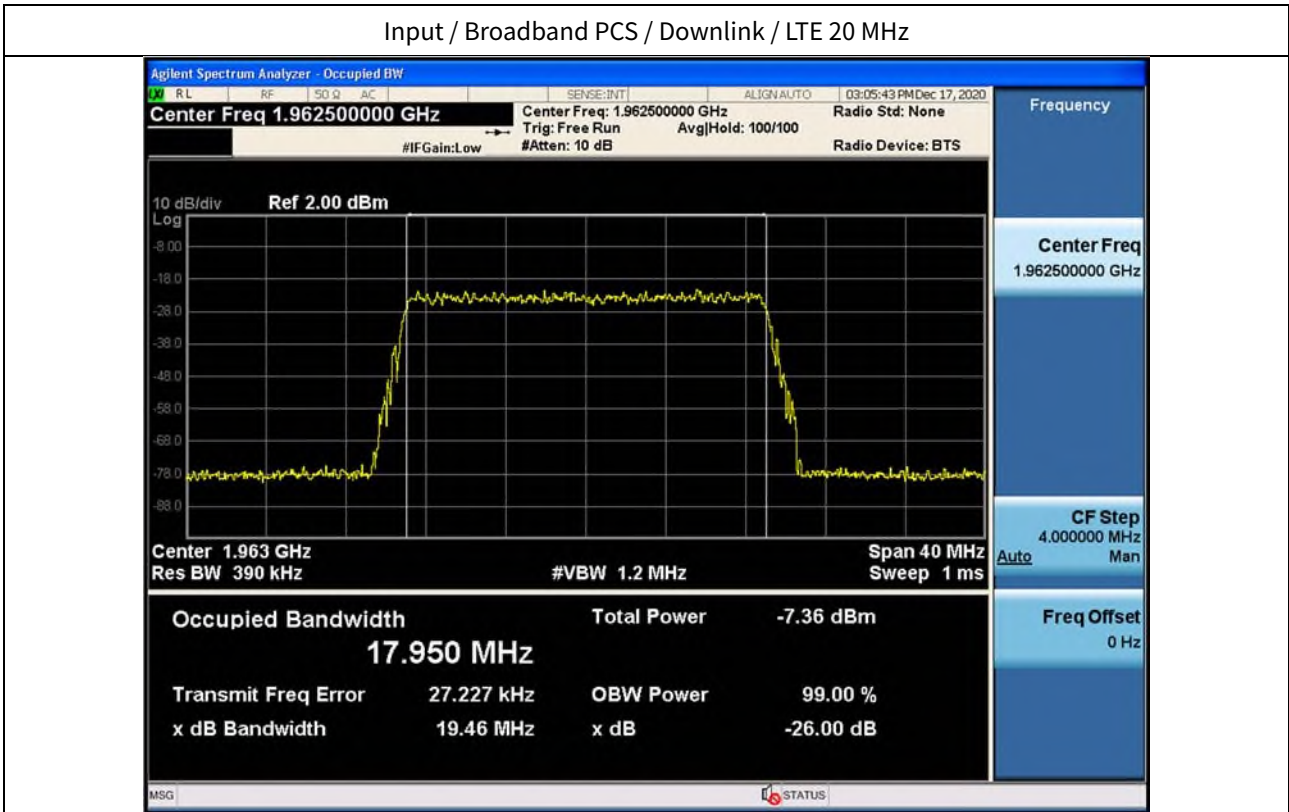 Input / Broadband PCS / Downlink / LTE 20 MHz
Agilent Spectrum Analyzer - Occupied BW
LXI RL RF 50 Ω AC SENSE:INT ALIGNAUTO 03:05:43 PMDec 17, 2020
Center Freq 1.962500000 GHz Center Freq: 1.962500000 GHz Radio Std: None
Trig: Free Run Avg|Hold: 100/100
#IFGain:Low #Atten: 10 dB Radio Device: BTS
Frequency
10 dB/div Ref 2.00 dBm
Log
-8.00
-18.0
-28.0
-38.0
-48.0
-58.0
-68.0
-78.0
-88.0
Center 1.963 GHz Span 40 MHz
Res BW 390 kHz #VBW 1.2 MHz Sweep 1 ms
Occupied Bandwidth Total Power -7.36 dBm
17.950 MHz
Transmit Freq Error 27.227 kHz OBW Power 99.00 %
x dB Bandwidth 19.46 MHz x dB -26.00 dB
Center Freq
1.962500000 GHz
CF Step
4.000000 MHz
Auto Man
Freq Offset
0 Hz
MSG STATUS